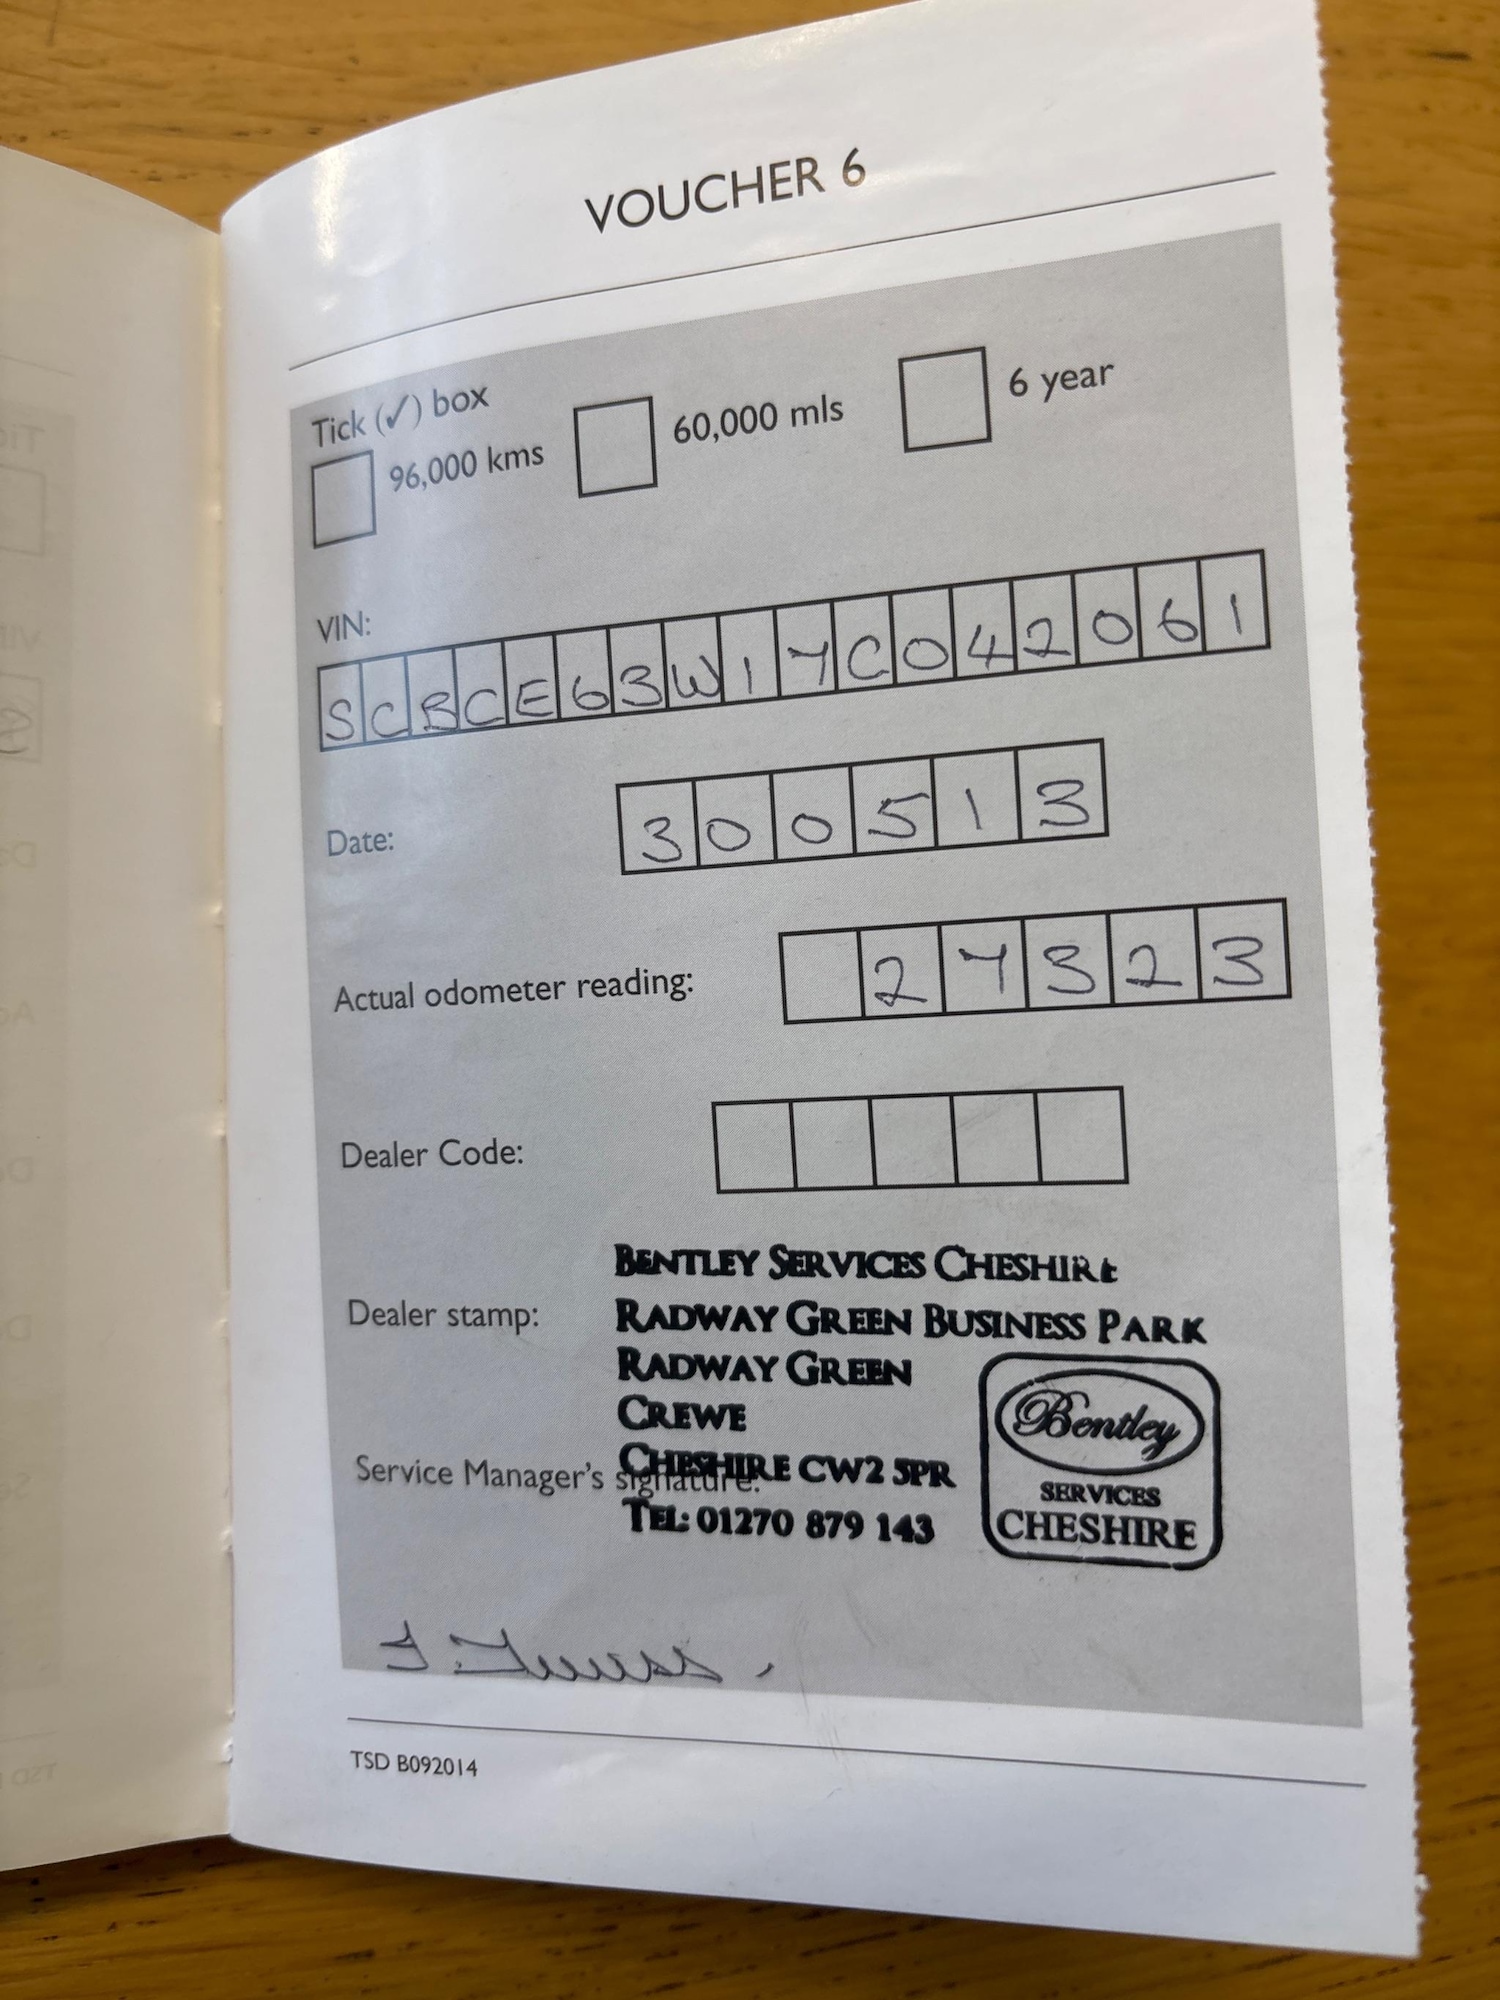 VOUCHER 6
Tick (✓) box
96,000 kms
60,000 mls
6 year
VIN:
SCBCE63W17C042061
Date:
300513
Actual odometer reading:
27323
Dealer Code:
BENTLEY SERVICES CHESHIRE
Dealer stamp:
RADWAY GREEN BUSINESS PARK
RADWAY GREEN
CREWE
CHESHIRE CW2 5PR
Service Manager's signature:
TEL: 01270 879 143
Bentley
SERVICES
CHESHIRE
TSD B092014